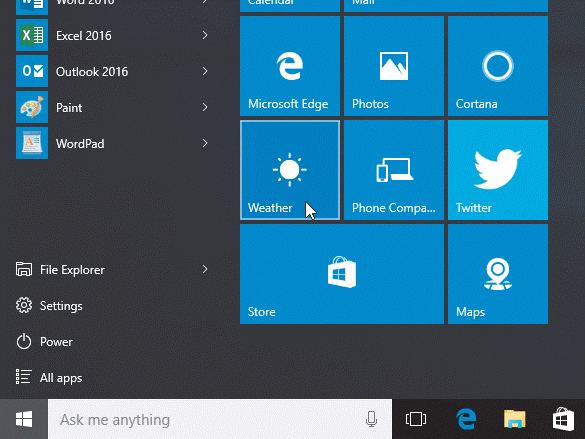 Word 2016
Calendar
Mail
Excel 2016
Outlook 2016
Paint
WordPad
Microsoft Edge
Photos
Cortana
Weather
Phone Compa...
Twitter
Store
Maps
File Explorer
Settings
Power
All apps
Ask me anything